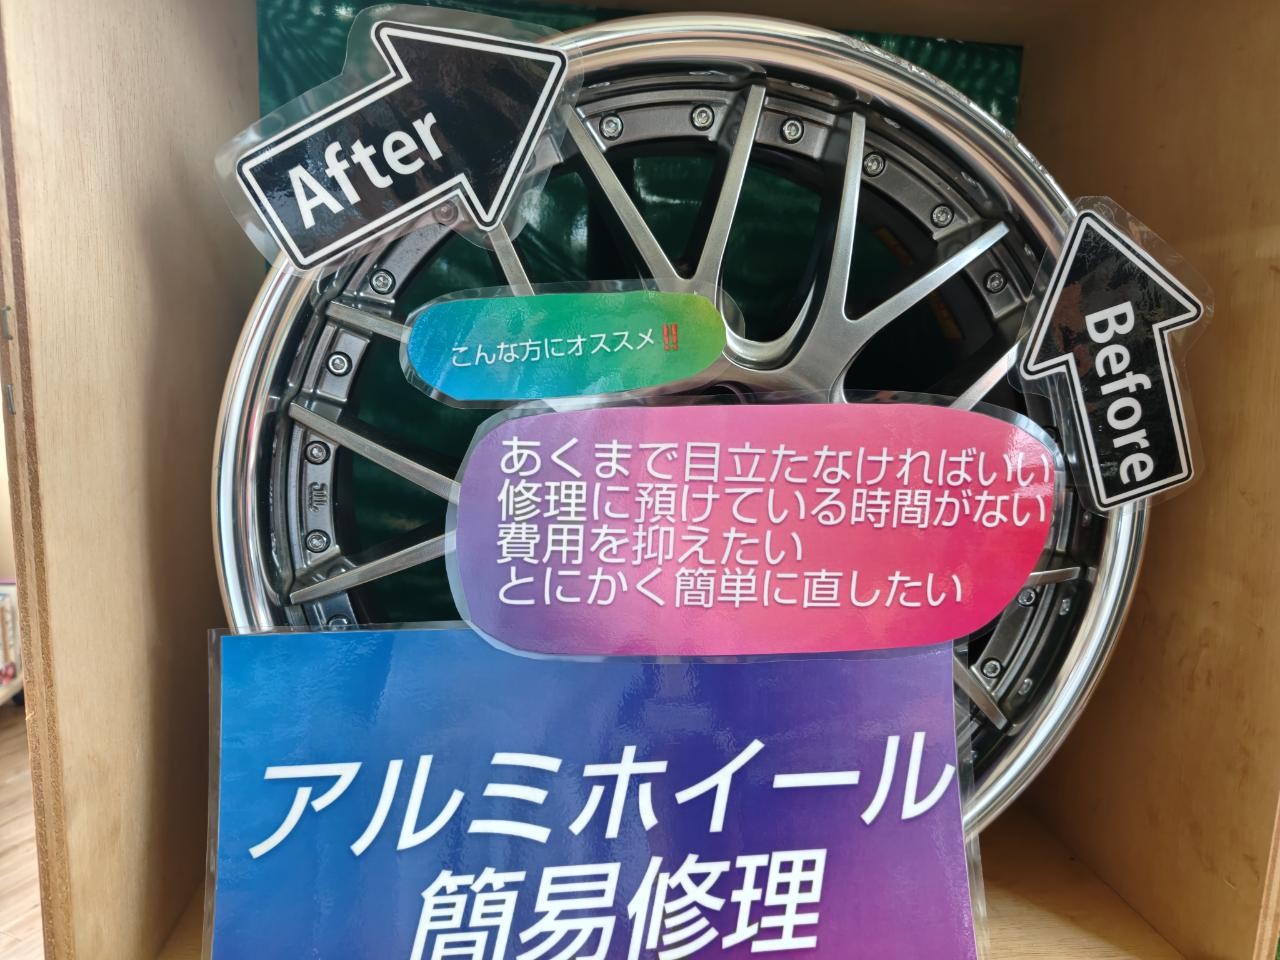 After
Before
こんな方にオススメ‼
あくまで目立たなければいい
修理に預けている時間がない
費用を抑えたい
とにかく簡単に直したい
アルミホイール
簡易修理